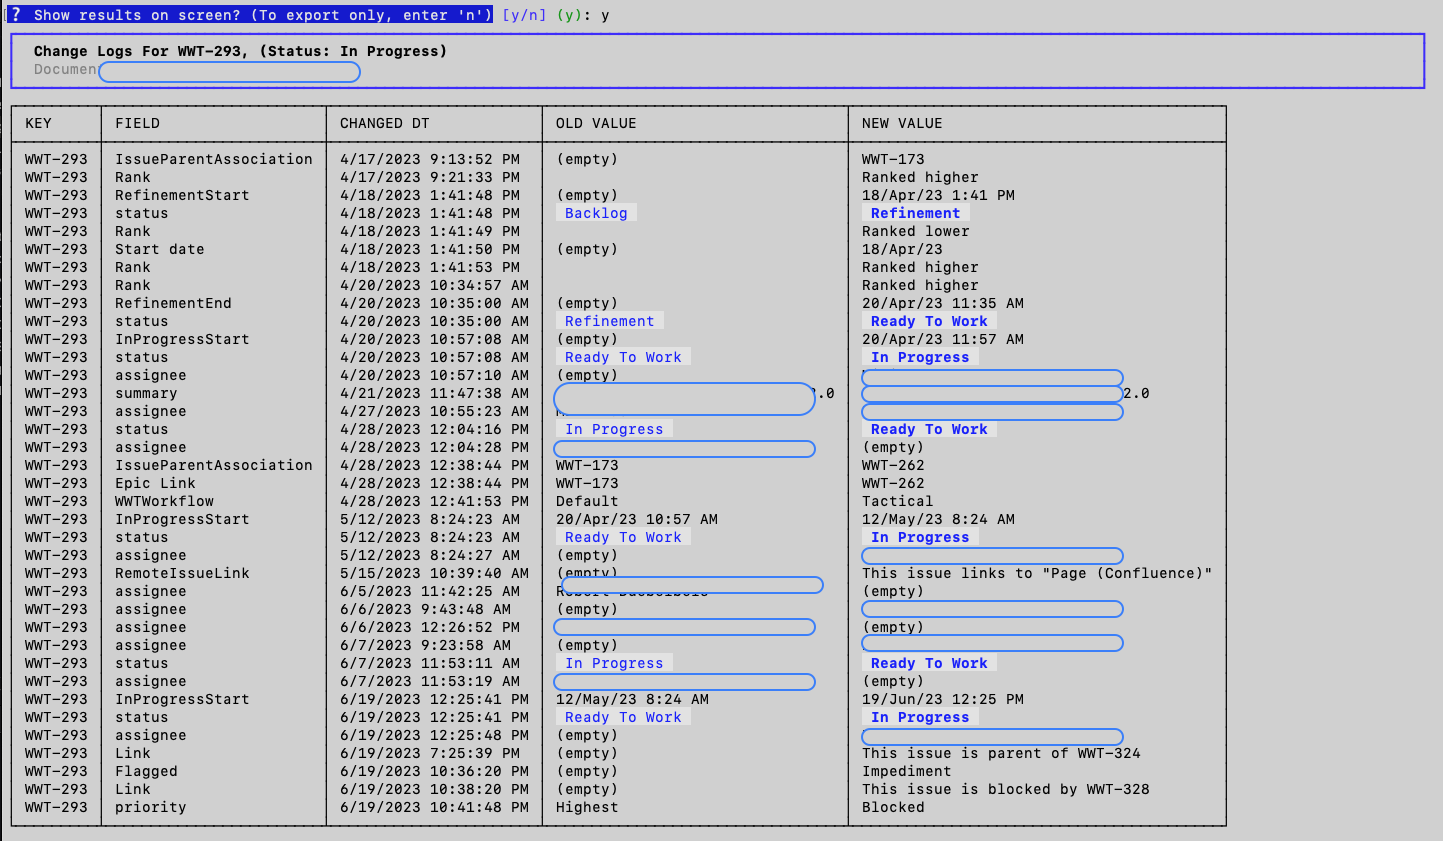 ? Show results on screen? (To export only, enter 'n') [y/n] (y): y
Change Logs For WWT-293, (Status: In Progress)
Documen
KEY FIELD CHANGED DT OLD VALUE NEW VALUE
WWT-293 IssueParentAssociation 4/17/2023 9:13:52 PM (empty) WWT-173
WWT-293 Rank 4/17/2023 9:21:33 PM Ranked higher
WWT-293 RefinementStart 4/18/2023 1:41:48 PM (empty) 18/Apr/23 1:41 PM
WWT-293 status 4/18/2023 1:41:48 PM Backlog Refinement
WWT-293 Rank 4/18/2023 1:41:49 PM Ranked lower
WWT-293 Start date 4/18/2023 1:41:50 PM (empty) 18/Apr/23
WWT-293 Rank 4/18/2023 1:41:53 PM Ranked higher
WWT-293 Rank 4/20/2023 10:34:57 AM Ranked higher
WWT-293 RefinementEnd 4/20/2023 10:35:00 AM (empty) 20/Apr/23 11:35 AM
WWT-293 status 4/20/2023 10:35:00 AM Refinement Ready To Work
WWT-293 InProgressStart 4/20/2023 10:57:08 AM (empty) 20/Apr/23 11:57 AM
WWT-293 status 4/20/2023 10:57:08 AM Ready To Work In Progress
WWT-293 assignee 4/20/2023 10:57:10 AM (empty)
WWT-293 summary 4/21/2023 11:47:38 AM .0 2.0
WWT-293 assignee 4/27/2023 10:55:23 AM
WWT-293 status 4/28/2023 12:04:16 PM In Progress Ready To Work
WWT-293 assignee 4/28/2023 12:04:28 PM (empty)
WWT-293 IssueParentAssociation 4/28/2023 12:38:44 PM WWT-173 WWT-262
WWT-293 Epic Link 4/28/2023 12:38:44 PM WWT-173 WWT-262
WWT-293 WWTWorkflow 4/28/2023 12:41:53 PM Default Tactical
WWT-293 InProgressStart 5/12/2023 8:24:23 AM 20/Apr/23 10:57 AM 12/May/23 8:24 AM
WWT-293 status 5/12/2023 8:24:23 AM Ready To Work In Progress
WWT-293 assignee 5/12/2023 8:24:27 AM (empty)
WWT-293 RemoteIssueLink 5/15/2023 10:39:40 AM (empty) This issue links to "Page (Confluence)"
WWT-293 assignee 6/5/2023 11:42:25 AM (empty)
WWT-293 assignee 6/6/2023 9:43:48 AM (empty)
WWT-293 assignee 6/6/2023 12:26:52 PM (empty)
WWT-293 assignee 6/7/2023 9:23:58 AM (empty)
WWT-293 status 6/7/2023 11:53:11 AM In Progress Ready To Work
WWT-293 assignee 6/7/2023 11:53:19 AM (empty)
WWT-293 InProgressStart 6/19/2023 12:25:41 PM 12/May/23 8:24 AM 19/Jun/23 12:25 PM
WWT-293 status 6/19/2023 12:25:41 PM Ready To Work In Progress
WWT-293 assignee 6/19/2023 12:25:48 PM (empty)
WWT-293 Link 6/19/2023 7:25:39 PM (empty) This issue is parent of WWT-324
WWT-293 Flagged 6/19/2023 10:36:20 PM (empty) Impediment
WWT-293 Link 6/19/2023 10:38:20 PM (empty) This issue is blocked by WWT-328
WWT-293 priority 6/19/2023 10:41:48 PM Highest Blocked